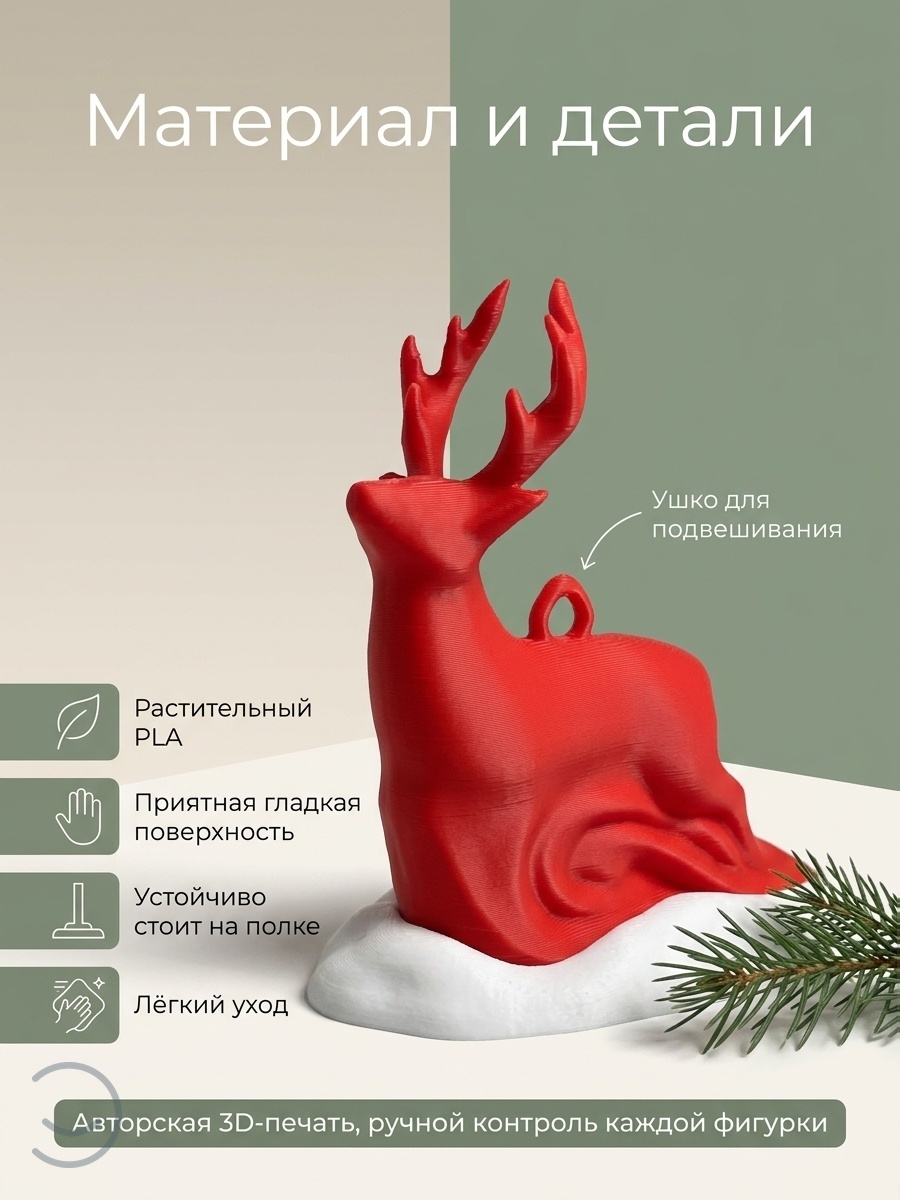 Материал и детали
Ушко для
подвешивания
Растительный
PLA
Приятная гладкая
поверхность
Устойчиво
стоит на полке
Лёгкий уход
Авторская 3D-печать, ручной контроль каждой фигурки